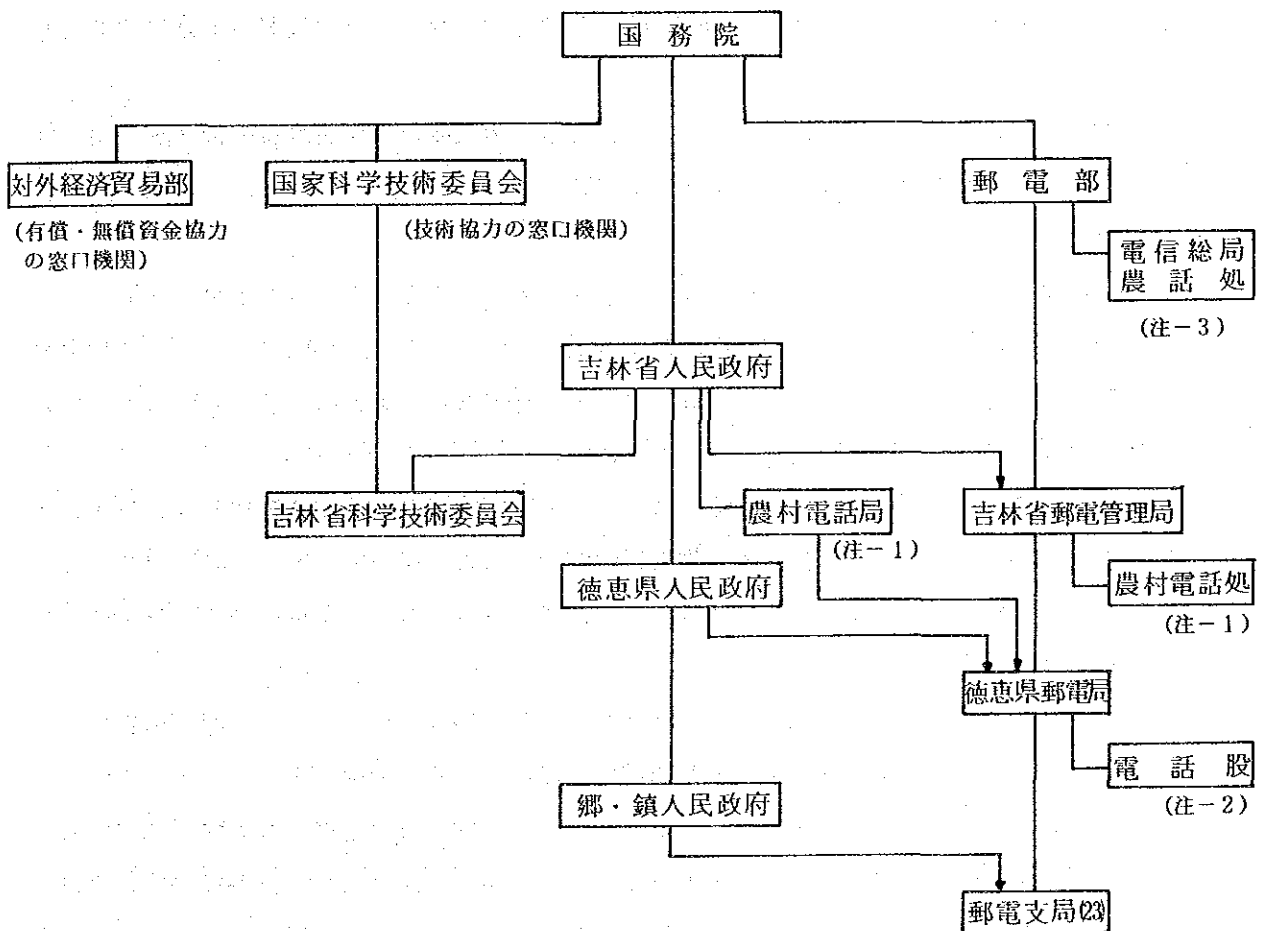 国務院
対外経済貿易部
国家科学技術委員会
郵電部
(有償・無償資金協力
の窓口機関)
(技術協力の窓口機関)
電信総局
農話処
(注-3)
吉林省人民政府
吉林省科学技術委員会
農村電話局
吉林省郵電管理局
(注-1)
徳恵県人民政府
農村電話処
(注-1)
徳恵県郵電局
電話股
(注-2)
郷・鎮人民政府
郵電支局(23)